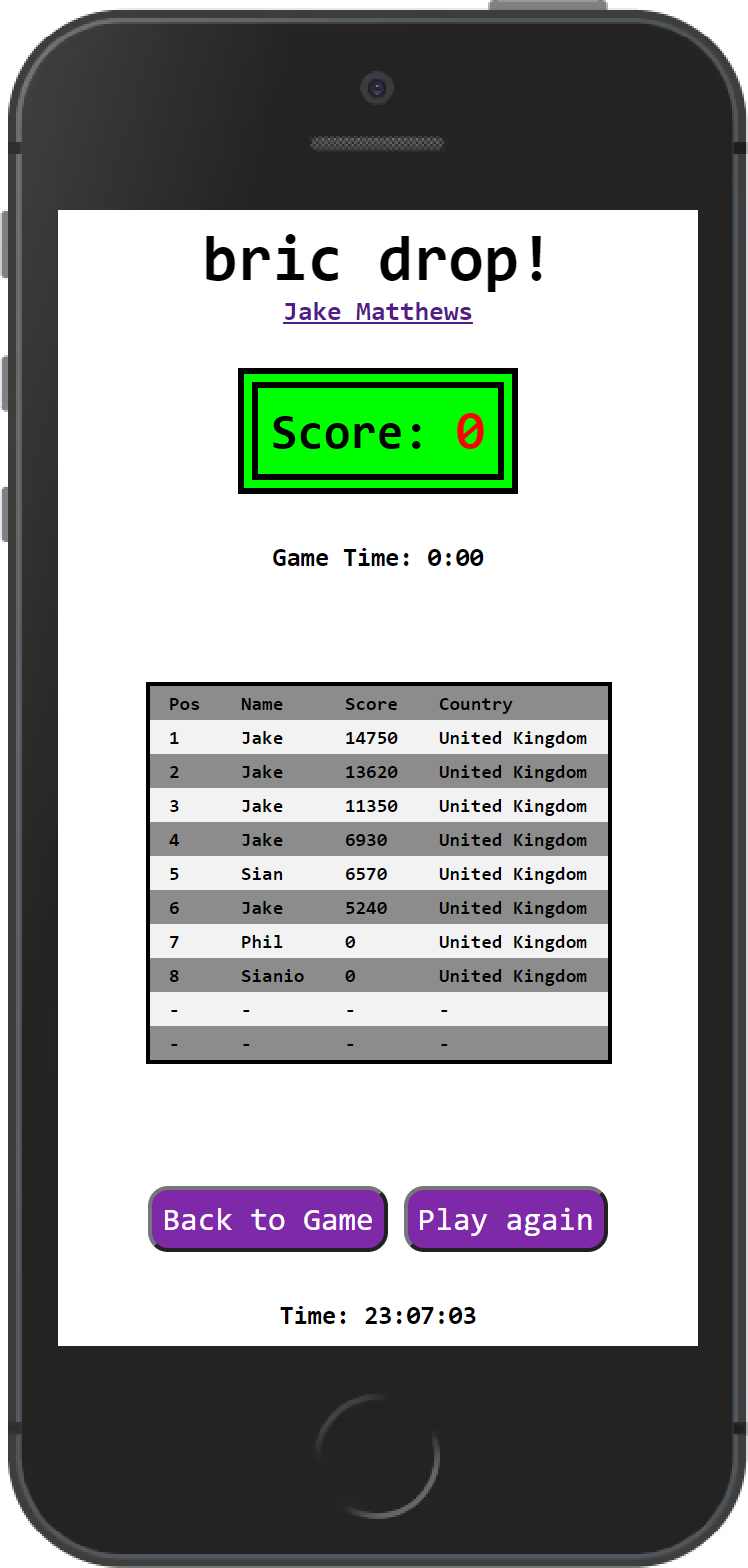 bric drop!
Jake Matthews
Score: 0
Game Time: 0:00
Pos Name Score Country
1 Jake 14750 United Kingdom
2 Jake 13620 United Kingdom
3 Jake 11350 United Kingdom
4 Jake 6930 United Kingdom
5 Sian 6570 United Kingdom
6 Jake 5240 United Kingdom
7 Phil 0 United Kingdom
8 Sianio 0 United Kingdom
- - - -
- - - -
Back to Game Play again
Time: 23:07:03